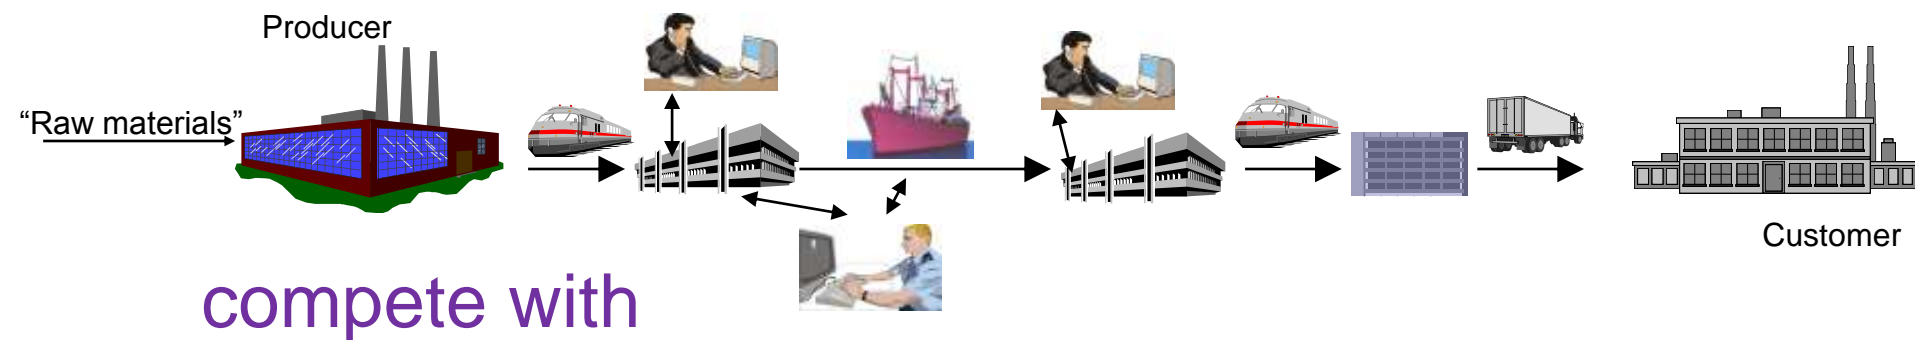 Producer
“Raw materials”
Customer
compete with